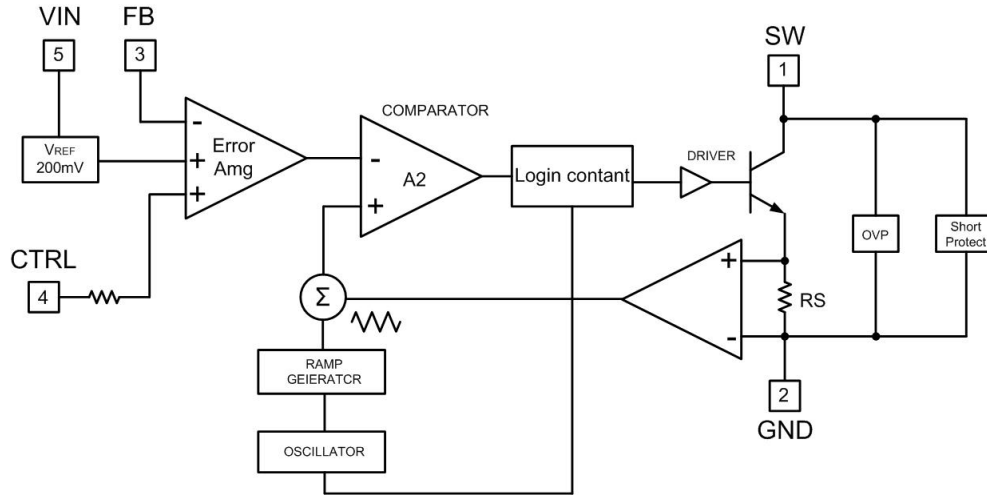 VIN
FB
SW
5
3
1
COMPARATOR
VREF
200mV
-
+
+
Error
Amg
-
+
A2
Login contant
DRIVER
OVP
Short
Protect
CTRL
4
Σ
+
-
RS
RAMP
GEIERATCR
2
GND
OSCILLATOR